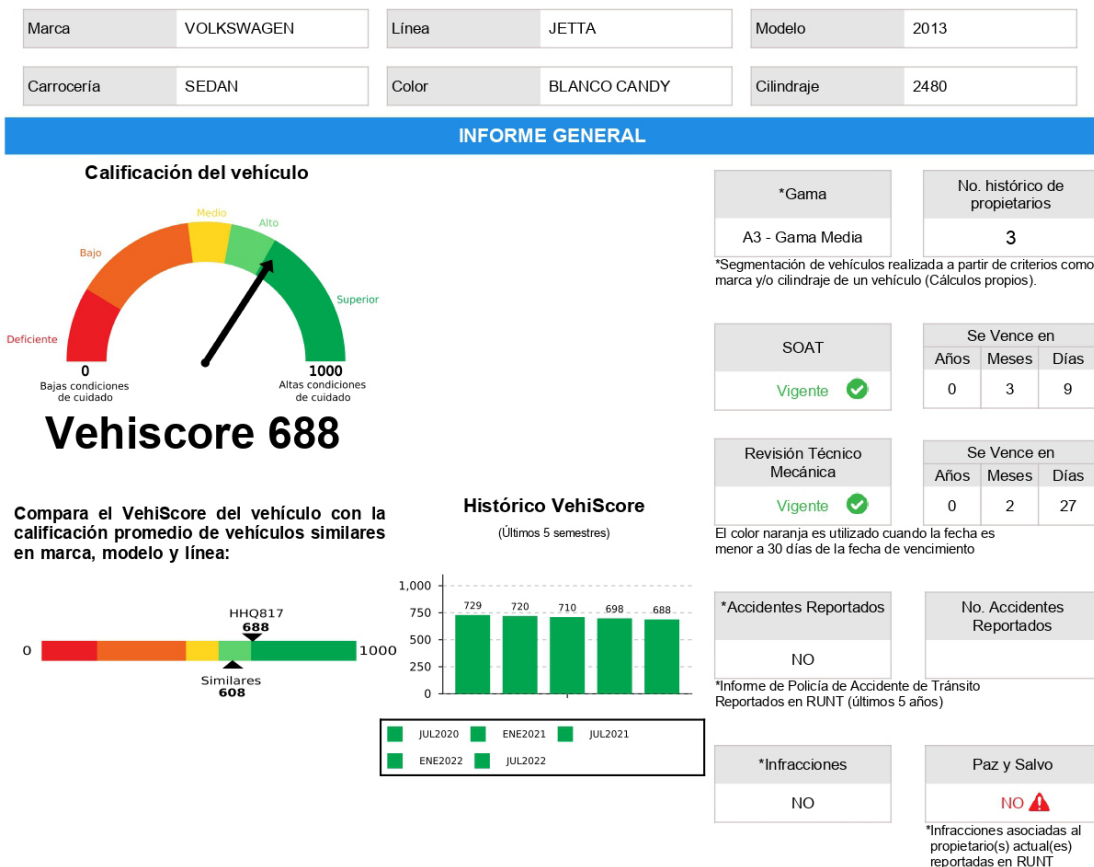 Marca VOLKSWAGEN Línea JETTA Modelo 2013
Carrocería SEDAN Color BLANCO CANDY Cilindraje 2480
INFORME GENERAL
Calificación del vehículo
Deficiente
Bajo
Medio
Alto
Superior
0
Bajas condiciones
de cuidado
1000
Altas condiciones
de cuidado
Vehiscore 688
Compara el VehiScore del vehículo con la
calificación promedio de vehículos similares
en marca, modelo y línea:
HHQ817
688
0 1000
Similares
608
Histórico VehiScore
(Últimos 5 semestres)
1,000
750
500
250
0
729 720 710 698 688
JUL2020 ENE2021 JUL2021
ENE2022 JUL2022
*Gama
A3 - Gama Media
No. histórico de
propietarios
3
*Segmentación de vehículos realizada a partir de criterios como
marca y/o cilindraje de un vehículo (Cálculos propios).
SOAT
Vigente
Se Vence en
Años Meses Días
0 3 9
Revisión Técnico
Mecánica
Vigente
Se Vence en
Años Meses Días
0 2 27
El color naranja es utilizado cuando la fecha es
menor a 30 días de la fecha de vencimiento
*Accidentes Reportados
NO
No. Accidentes
Reportados
*Informe de Policía de Accidente de Tránsito
Reportados en RUNT (últimos 5 años)
*Infracciones
NO
Paz y Salvo
NO
*Infracciones asociadas al
propietario(s) actual(es)
reportadas en RUNT